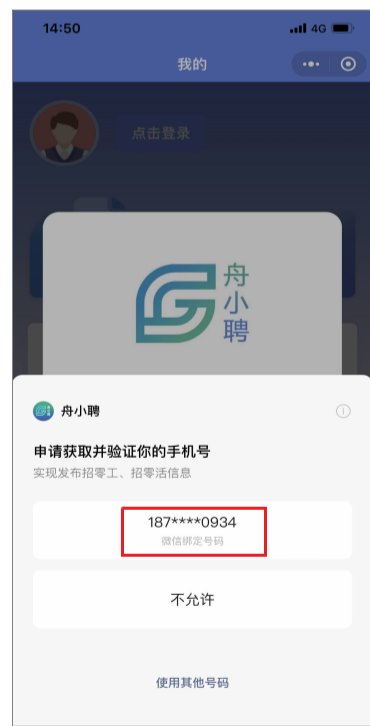 14:50
4G
我的
点击登录
舟小聘
舟小聘
申请获取并验证你的手机号
实现发布招零工、招零活信息
187****0934
微信绑定号码
不允许
使用其他号码